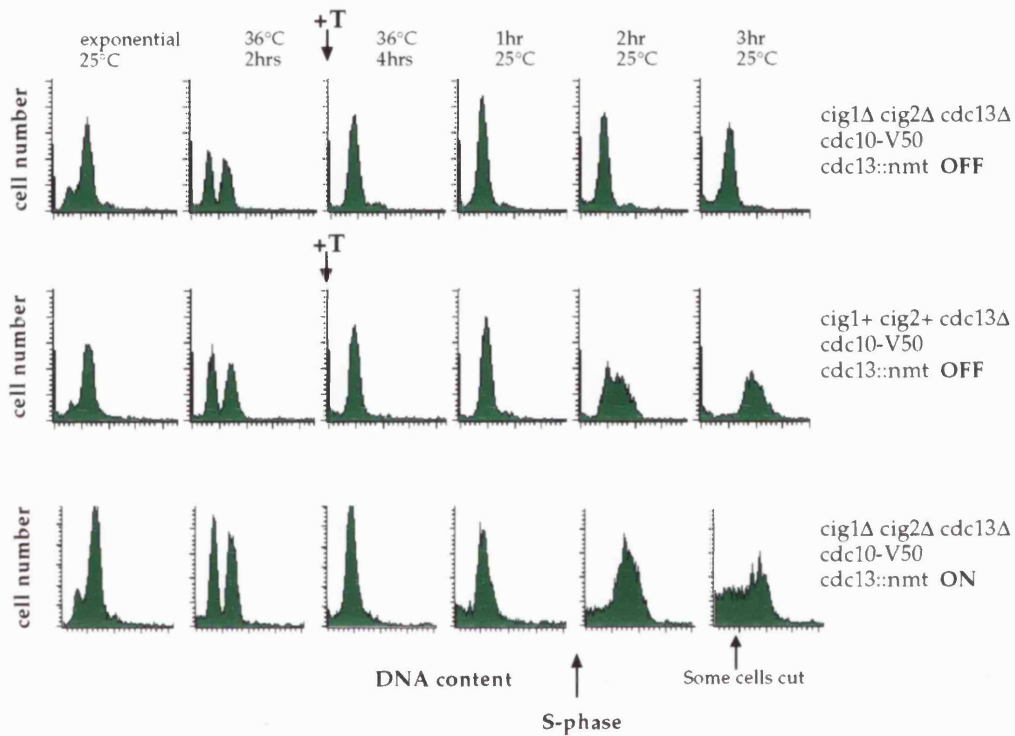 +T
exponential 25°C
36°C 2hrs
36°C 4hrs
1hr 25°C
2hr 25°C
3hr 25°C
cell number
cig1Δ cig2Δ cdc13Δ
cdc10-V50
cdc13::nmt OFF
+T
cell number
cig1+ cig2+ cdc13Δ
cdc10-V50
cdc13::nmt OFF
cell number
cig1Δ cig2Δ cdc13Δ
cdc10-V50
cdc13::nmt ON
DNA content
Some cells cut
S-phase